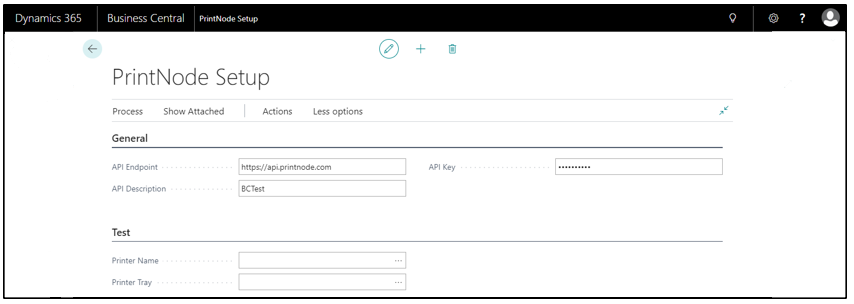 Dynamics 365 Business Central PrintNode Setup ?
PrintNode Setup
Process Show Attached Actions Less options
General
API Endpoint https://api.printnode.com API Key ••••••••••
API Description BCTest
Test
Printer Name ...
Printer Tray ...